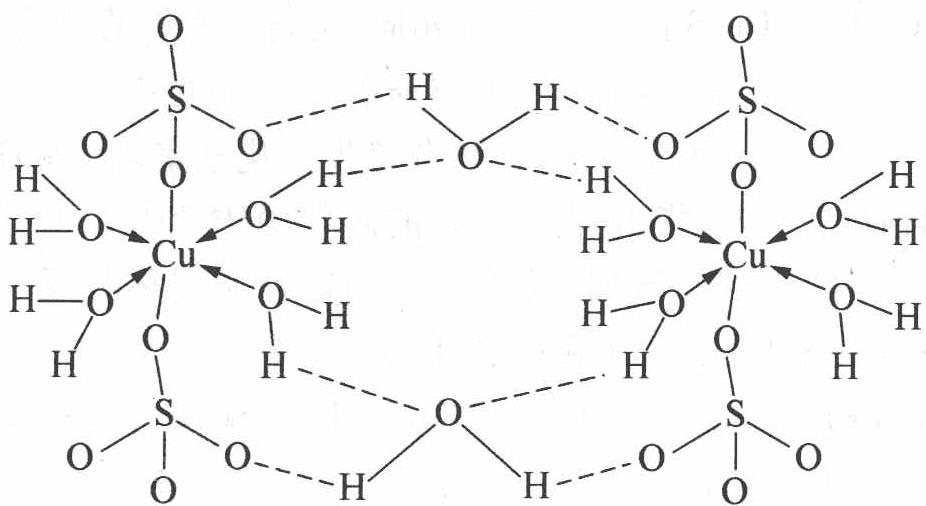 O O
S H H S
O O O O O
O H H O H
H O H H O O H
H O Cu H O Cu
H O O H H O O H
H O H H O H
H O S
S O O O
O O H H O
O O